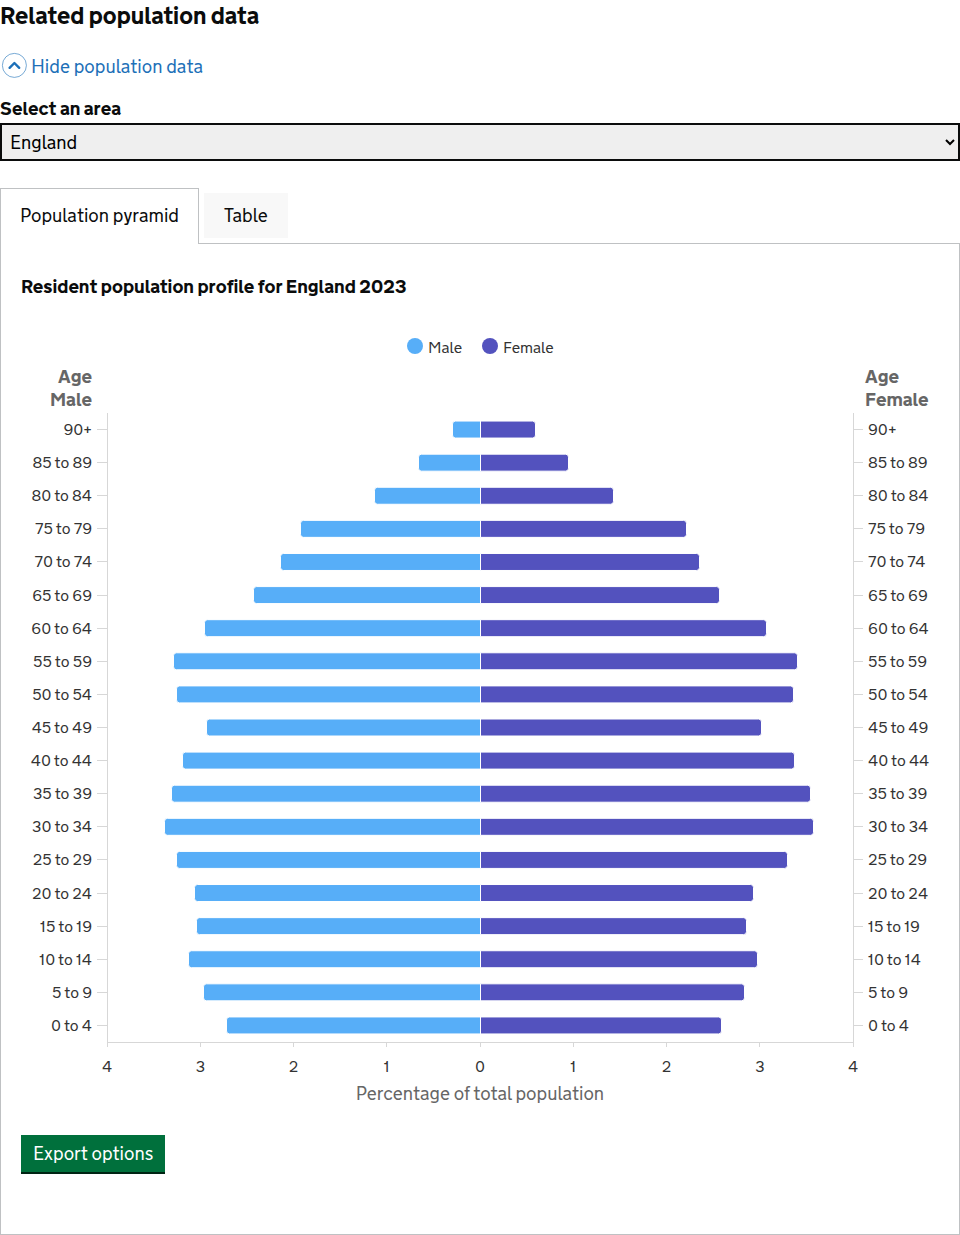 Related population data
Hide population data
Select an area
England
Population pyramid Table
Resident population profile for England 2023
Male Female
Age Age
Male Female
90+ 90+
85 to 89 85 to 89
80 to 84 80 to 84
75 to 79 75 to 79
70 to 74 70 to 74
65 to 69 65 to 69
60 to 64 60 to 64
55 to 59 55 to 59
50 to 54 50 to 54
45 to 49 45 to 49
40 to 44 40 to 44
35 to 39 35 to 39
30 to 34 30 to 34
25 to 29 25 to 29
20 to 24 20 to 24
15 to 19 15 to 19
10 to 14 10 to 14
5 to 9 5 to 9
0 to 4 0 to 4
4 3 2 1 0 1 2 3 4
Percentage of total population
Export options